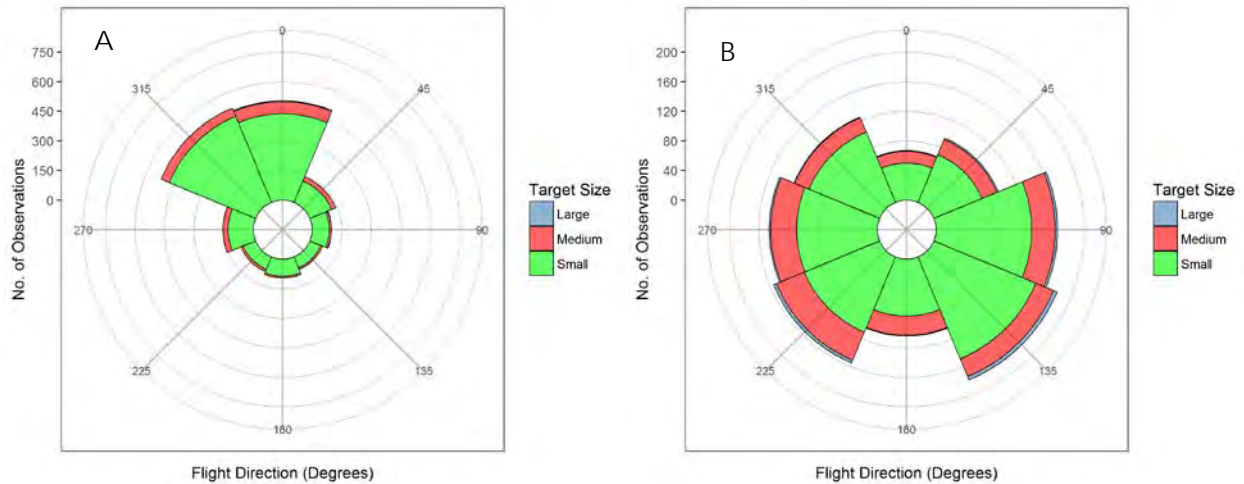 A
No. of Observations
750
600
450
300
150
0
0
45
90
135
180
225
270
315
Flight Direction (Degrees)
Target Size
Large
Medium
Small
B
No. of Observations
200
160
120
80
40
0
0
45
90
135
180
225
270
315
Flight Direction (Degrees)
Target Size
Large
Medium
Small